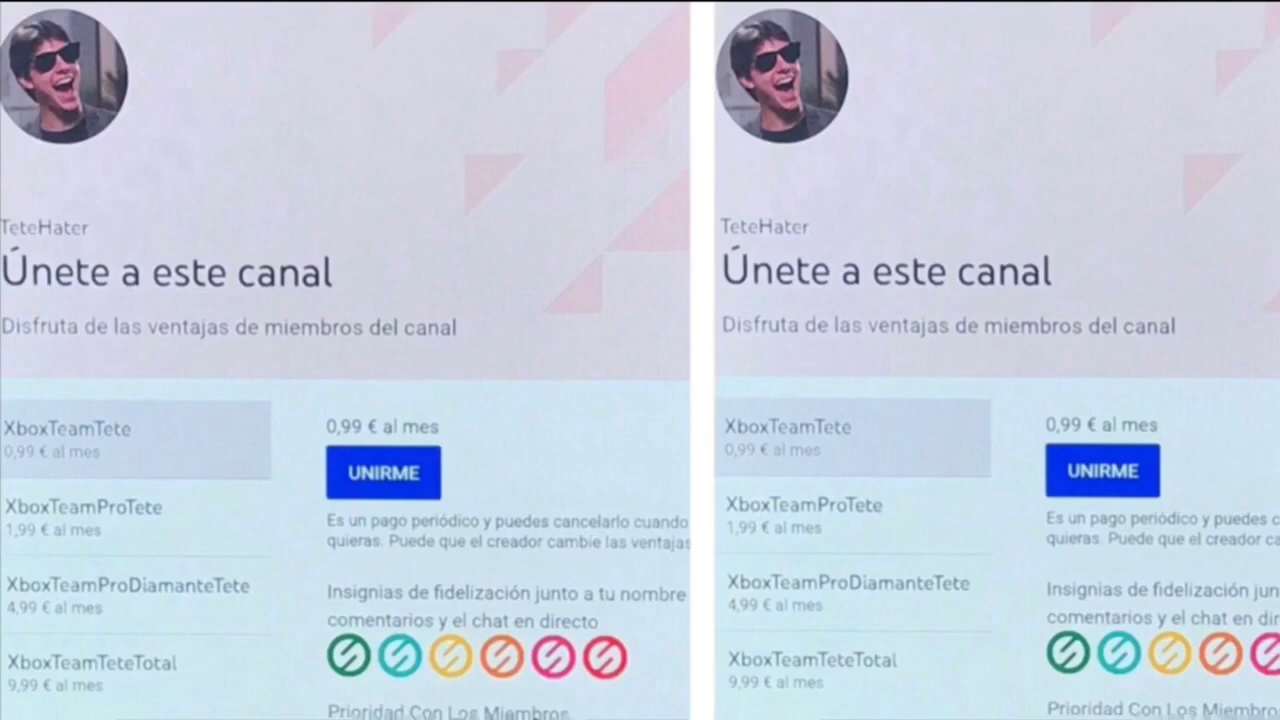 TeteHater
Únete a este canal
Disfruta de las ventajas de miembros del canal
XboxTeamTete
0,99 € al mes
XboxTeamProTete
1,99 € al mes
XboxTeamProDiamanteTete
4,99 € al mes
XboxTeamTeteTotal
9,99 € al mes
0,99 € al mes
UNIRME
Es un pago periódico y puedes cancelarlo cuando
quieras. Puede que el creador cambie las ventajas
Insignias de fidelización junto a tu nombre
comentarios y el chat en directo
Prioridad Con Los Miembros
TeteHater
Únete a este canal
Disfruta de las ventajas de miembros del canal
XboxTeamTete
0,99 € al mes
XboxTeamProTete
1,99 € al mes
XboxTeamProDiamanteTete
4,99 € al mes
XboxTeamTeteTotal
9,99 € al mes
0,99 € al mes
UNIRME
Es un pago periódico y puedes
quieras. Puede que el creador
Insignias de fidelización
comentarios y el chat en
Prioridad Con Los